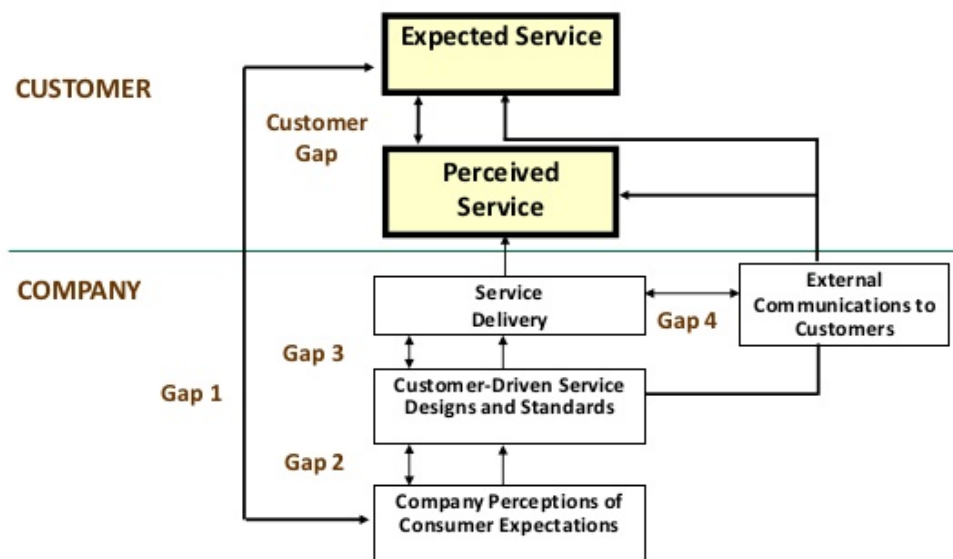 Expected Service
CUSTOMER
Customer
Gap
Perceived
Service
COMPANY
Service
Delivery
Gap 4
External
Communications to
Customers
Gap 3
Gap 1
Customer-Driven Service
Designs and Standards
Gap 2
Company Perceptions of
Consumer Expectations